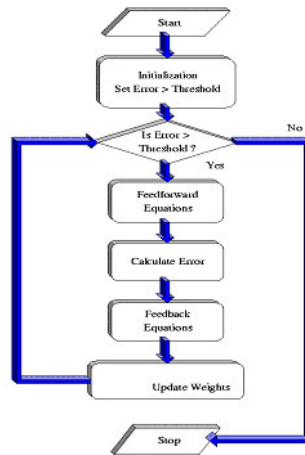 Start
Initialization
Set Error > Threshold
Is Error >
Threshold ?
No
Yes
Feedforward
Equations
Calculate Error
Feedback
Equations
Update Weights
Stop